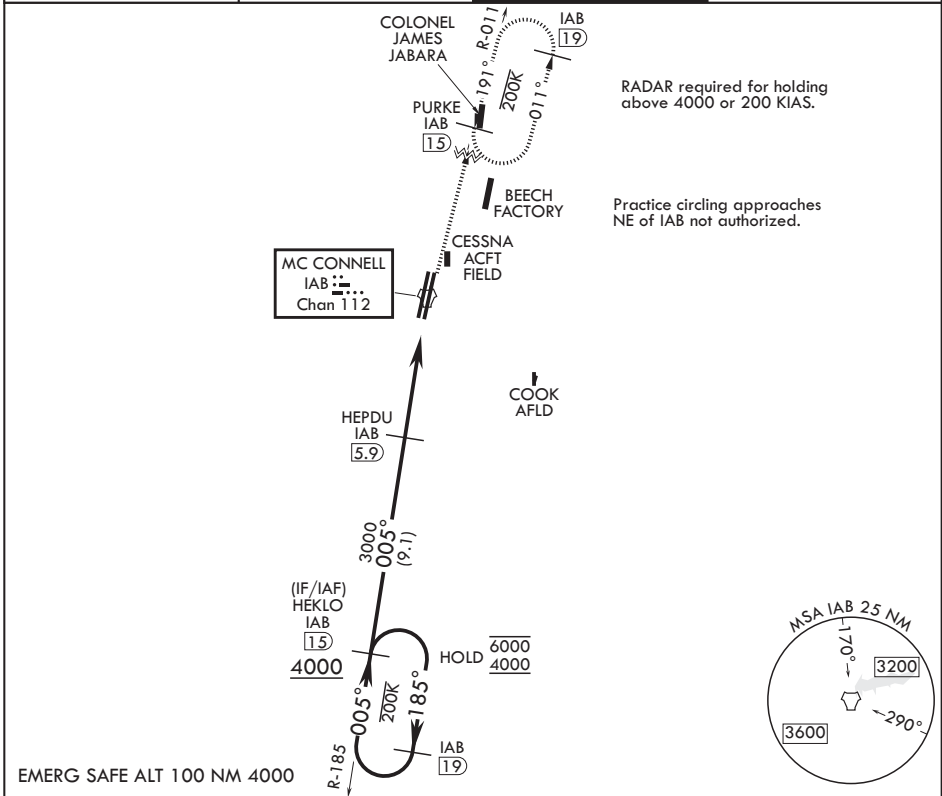 COLONEL
JAMES
JABARA
R-011
IAB
19
191°
200K
011°
RADAR required for holding
above 4000 or 200 KIAS.
PURKE
IAB
15
BEECH
FACTORY
Practice circling approaches
NE of IAB not authorized.
CESSNA
ACFT
FIELD
MC CONNELL
IAB
Chan 112
COOK
AFLD
HEPDU
IAB
5.9
3000
005°
(9.1)
(IF/IAF)
HEKLO
IAB
15
4000
HOLD 6000
4000
005°
200K
185°
IAB
19
R-185
MSA IAB 25 NM
170°
3200
290°
3600
EMERG SAFE ALT 100 NM 4000